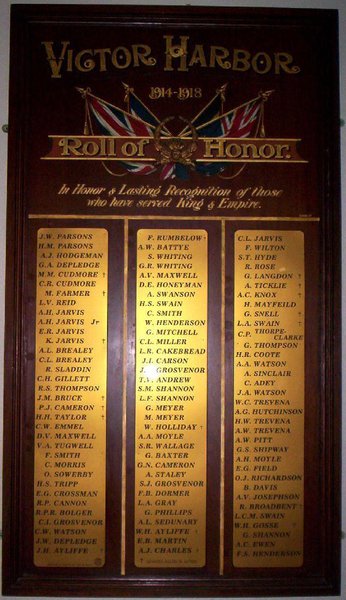 VICTOR HARBOR
1914-1918
Roll of Honor.
In Honor & Lasting Recognition of those
who have served King & Empire.
J.W. PARSONS
H.M. PARSONS
A.J. HODGEMAN
G.A. DEPLEDGE
M.M. CUDMORE †
C.R. CUDMORE
M. FARMER †
L.V. REID
A.H. JARVIS
A.H. JARVIS Jr
E.R. JARVIS
K. JARVIS †
A.L. BREALEY
C.L. BREALEY
R. SLADDIN
C.H. GILLETT
R.S. THOMPSON
J.M. BRUCE †
P.J. CAMERON †
H.H. TAYLOR †
C.W. EMMEL
D.V. MAXWELL
V.A. TUGWELL
F. SMITH
C. MORRIS
O. SOWERBY
H.S. TRIPP
E.G. CROSSMAN
R.P. CANNON
R.P.R. BOLGER
C.I. GROSVENOR
C.W. WATSON
J.W. DEPLEDGE
J.H. AYLIFFE †
F. RUMBELOW
A.W. BATTYE
S. WHITING
G.R. WHITING
A.V. MAXWELL
D.E. HONEYMAN
A. SWANSON
H.S. SWAIN
C. SMITH
W. HENDERSON
G. MITCHELL
C.L. MILLER
L.R. CAKEBREAD
J.I. CARSON
GROSVENOR
ANDREW
S.M. SHANNON
L.F. SHANNON
G. MEYER
M. MEYER
W. HOLLIDAY †
A.A. MOYLE
S.R. WALLAGE
G. BAXTER
G.N. CAMERON
A. STALEY
S.J. GROSVENOR
F.B. DORMER
L.A. GRAY
G. PHILLIPS
A.L. SEDUNARY
W.H. AYLIFFE †
E.B. MARTIN
A.J. CHARLES †
C.L. JARVIS
F. WILTON
S.T. HYDE
R. ROSE
G. LANGDON †
A. TICKLIE †
A.C. KNOX †
H. MAYFEILD
G. SNELL †
L.A. SWAIN †
C.P. THORPE-
CLARKE
G. THOMPSON
H.R. COOTE
A.A. WATSON
A. SINCLAIR
C. ADEY
J.A. WATSON
W.C. TREVENA
A.G. HUTCHINSON
H.W. TREVENA
A.W. TREVENA
A.W. PITT
G.S. SHIPWAY
A.H. MOYLE
E.G. FIELD
O.J. RICHARDSON
B. DAVIS
A.V. JOSEPHSON
R. BROADBENT †
L.C.M. SWAN
W.H. GOSSE †
G. SHANNON
A.C. EWEN
F.S. HENDERSON